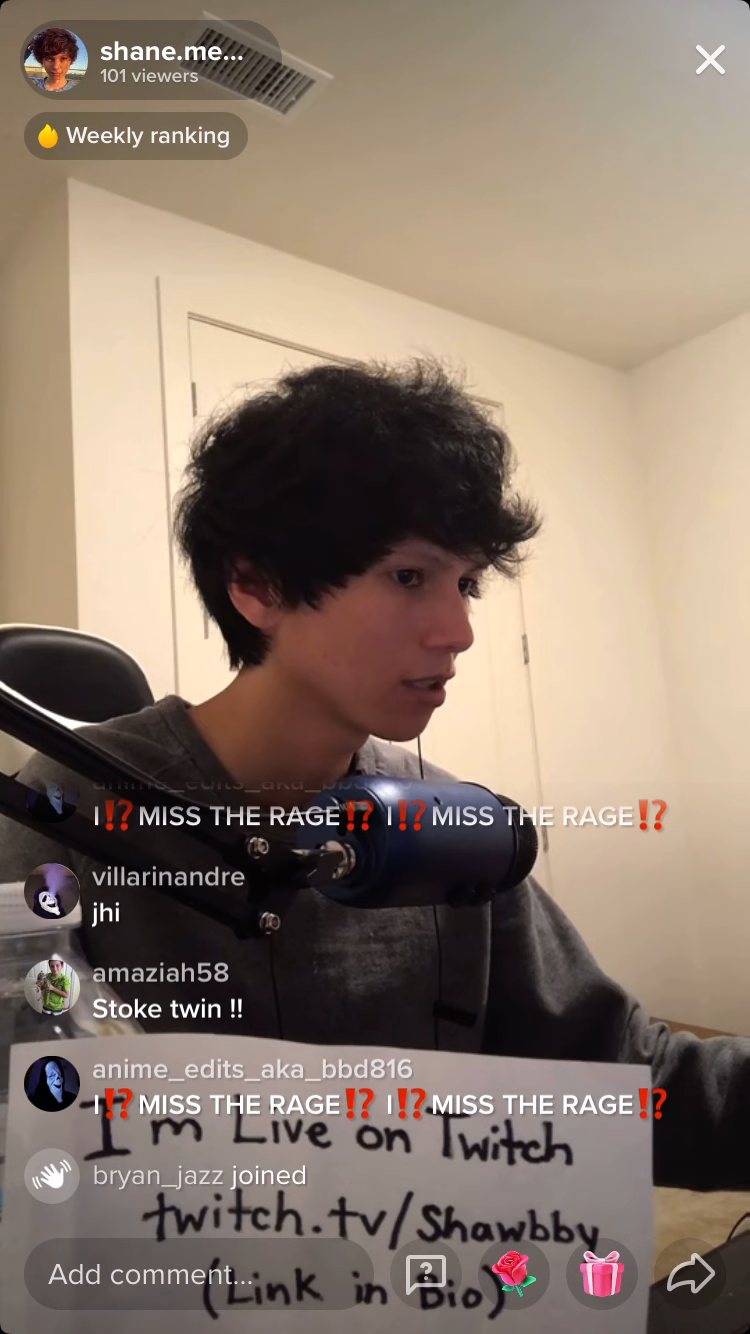 shane.me...
101 viewers
Weekly ranking
I⁉️MISS THE RAGE⁉️ I⁉️MISS THE RAGE⁉️
villarinandre
jhi
amaziah58
Stoke twin !!
anime_edits_aka_bbd816
I⁉️MISS THE RAGE⁉️ I⁉️MISS THE RAGE⁉️
I'm Live on Twitch
bryan_jazz joined
twitch.tv/Shawbby
Add comment...
(Link in Bio)